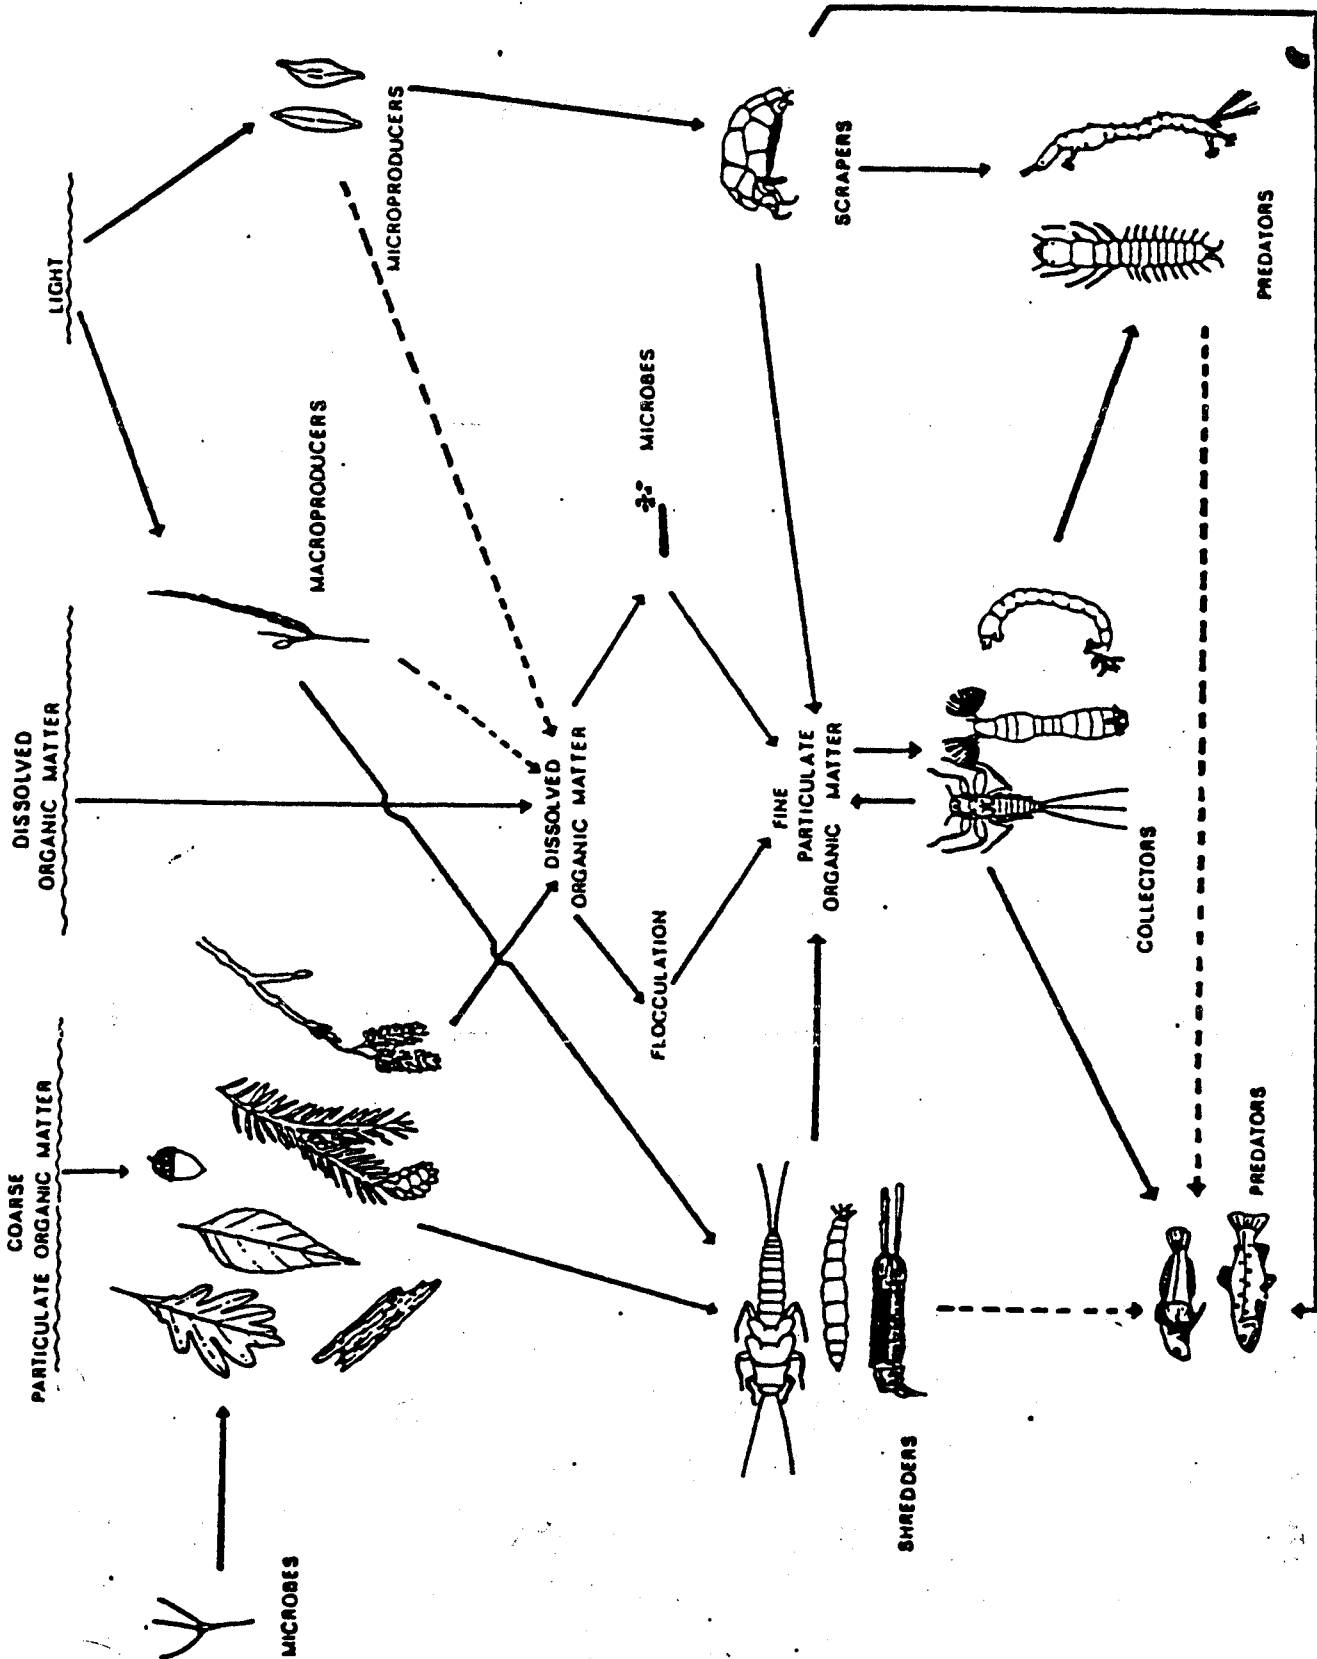 COARSE
PARTICULATE ORGANIC MATTER
DISSOLVED
ORGANIC MATTER
LIGHT
MICROBES
MACROPRODUCERS
MICROPRODUCERS
DISSOLVED
ORGANIC MATTER
FLOCCULATION
MICROBES
FINE
PARTICULATE
ORGANIC MATTER
SCRAPERS
SHREDDERS
COLLECTORS
PREDATORS
PREDATORS